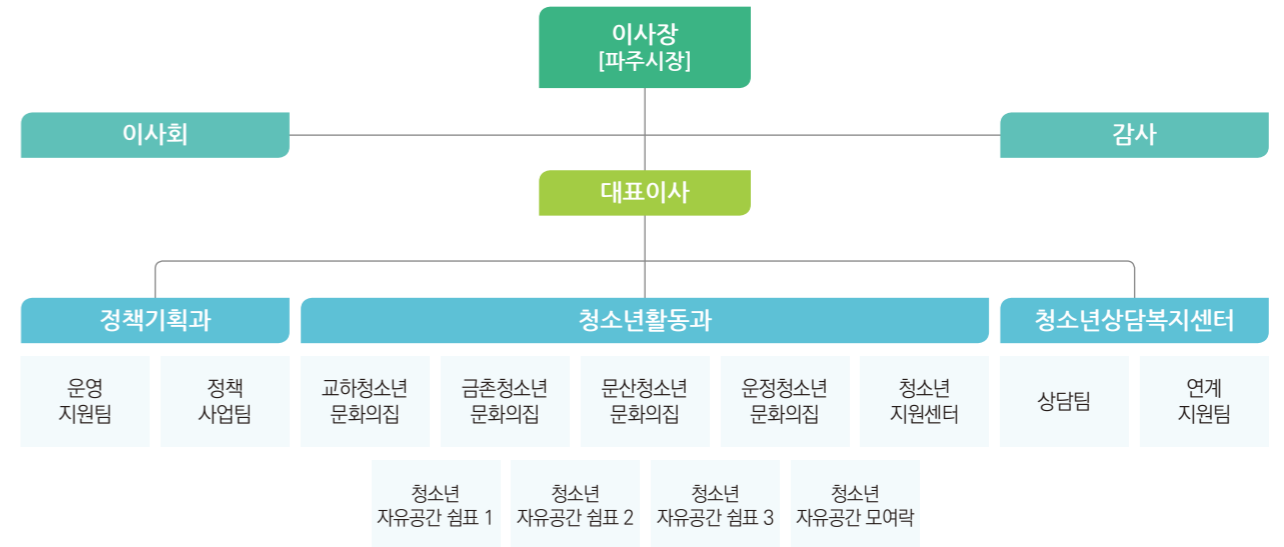 이사장
[파주시장]
이사회
감사
대표이사
정책기획과
청소년활동과
청소년상담복지센터
운영
지원팀
정책
사업팀
교하청소년
문화의집
금촌청소년
문화의집
문산청소년
문화의집
운정청소년
문화의집
청소년
지원센터
상담팀
연계
지원팀
청소년
자유공간 쉼표 1
청소년
자유공간 쉼표 2
청소년
자유공간 쉼표 3
청소년
자유공간 모여락